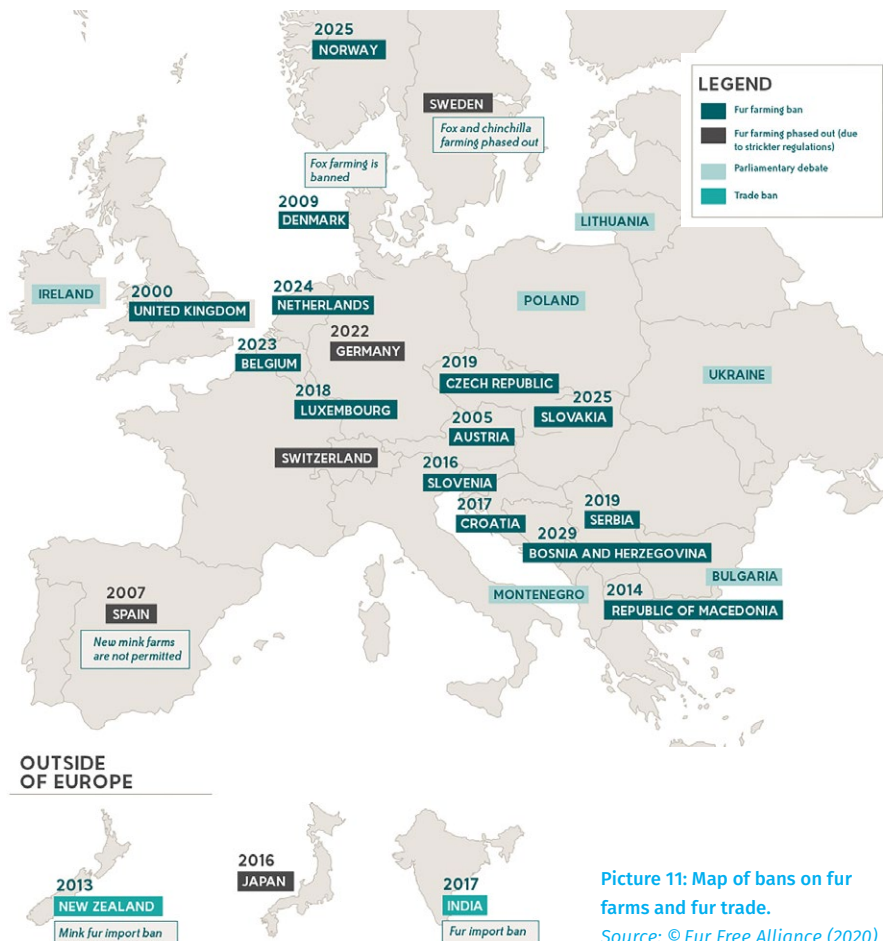 2025
NORWAY
SWEDEN
Fox and chinchilla
farming phased out
LEGEND
Fur farming ban
Fur farming phased out (due
to strickter regulations)
Parliamentary debate
Trade ban
Fox farming is
banned
2009
DENMARK
LITHUANIA
IRELAND
2000
UNITED KINGDOM
2024
NETHERLANDS
POLAND
2022
GERMANY
2023
BELGIUM
2019
CZECH REPUBLIC
UKRAINE
2018
LUXEMBOURG
2025
SLOVAKIA
2005
AUSTRIA
SWITZERLAND
2016
SLOVENIA
2017
CROATIA
2019
SERBIA
2029
BOSNIA AND HERZEGOVINA
BULGARIA
MONTENEGRO
2014
REPUBLIC OF MACEDONIA
2007
SPAIN
New mink farms
are not permitted
OUTSIDE
OF EUROPE
2013
NEW ZEALAND
Mink fur import ban
2016
JAPAN
2017
INDIA
Fur import ban
Picture 11: Map of bans on fur
farms and fur trade.
Source: © Fur Free Alliance (2020)